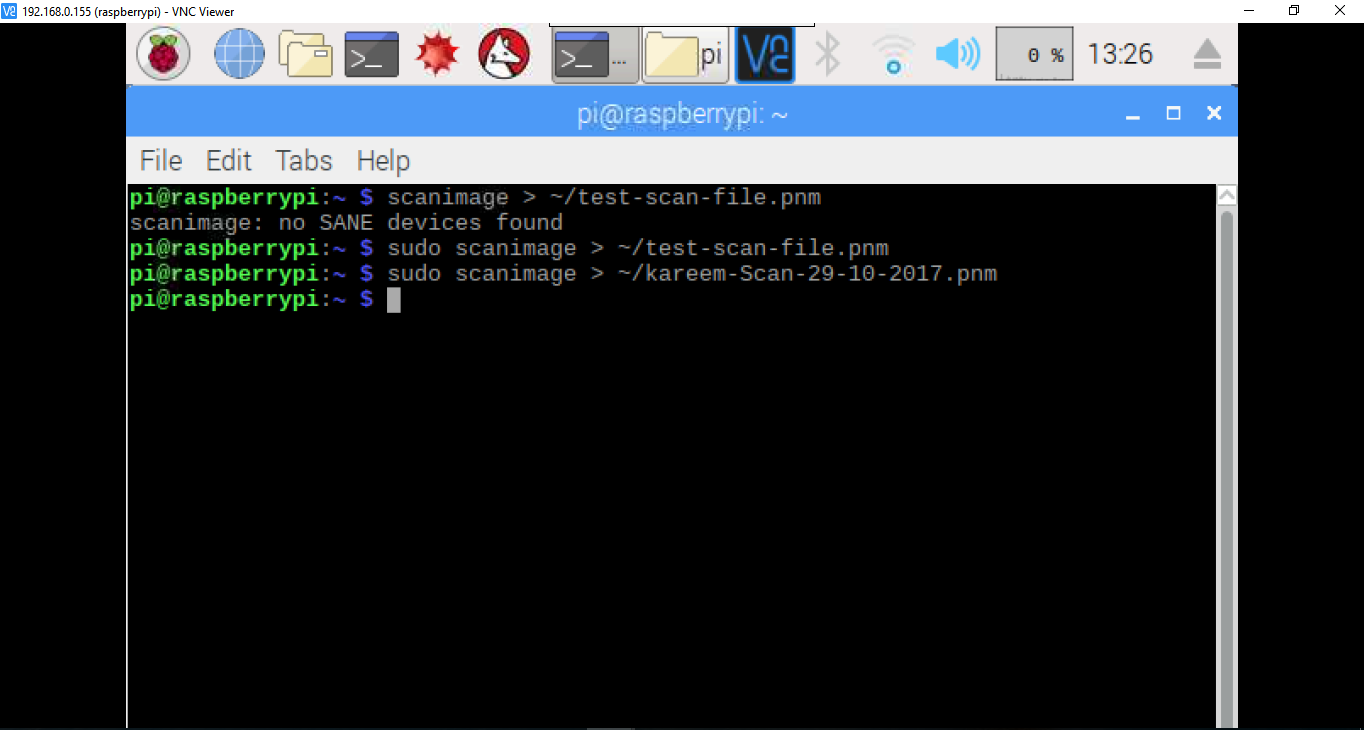 192.168.0.155 (raspberrypi) - VNC Viewer
>_ >_ ... pi 0 % 13:26
pi@raspberrypi: ~
File Edit Tabs Help
pi@raspberrypi:~ $ scanimage > ~/test-scan-file.pnm
scanimage: no SANE devices found
pi@raspberrypi:~ $ sudo scanimage > ~/test-scan-file.pnm
pi@raspberrypi:~ $ sudo scanimage > ~/kareem-Scan-29-10-2017.pnm
pi@raspberrypi:~ $